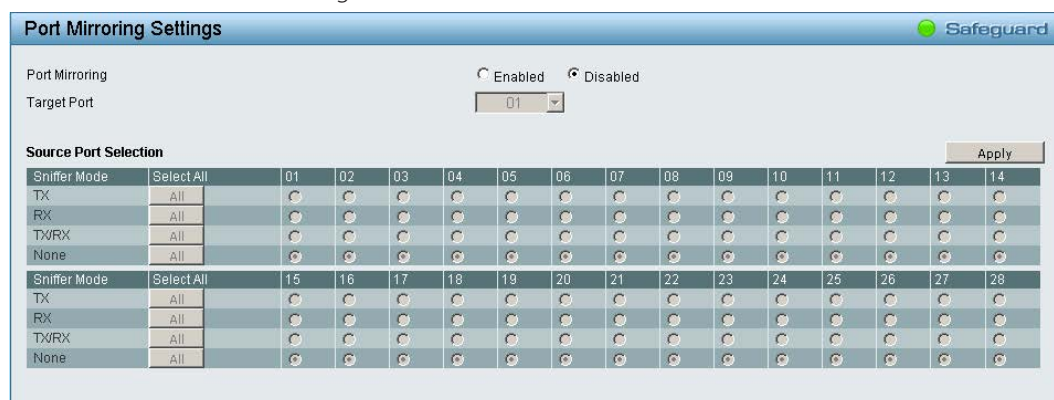 Port Mirroring Settings Safeguard
Port Mirroring Enabled Disabled
Target Port 01
Source Port Selection Apply
Sniffer Mode Select All 01 02 03 04 05 06 07 08 09 10 11 12 13 14
TX All
RX All
TX/RX All
None All
Sniffer Mode Select All 15 16 17 18 19 20 21 22 23 24 25 26 27 28
TX All
RX All
TX/RX All
None All